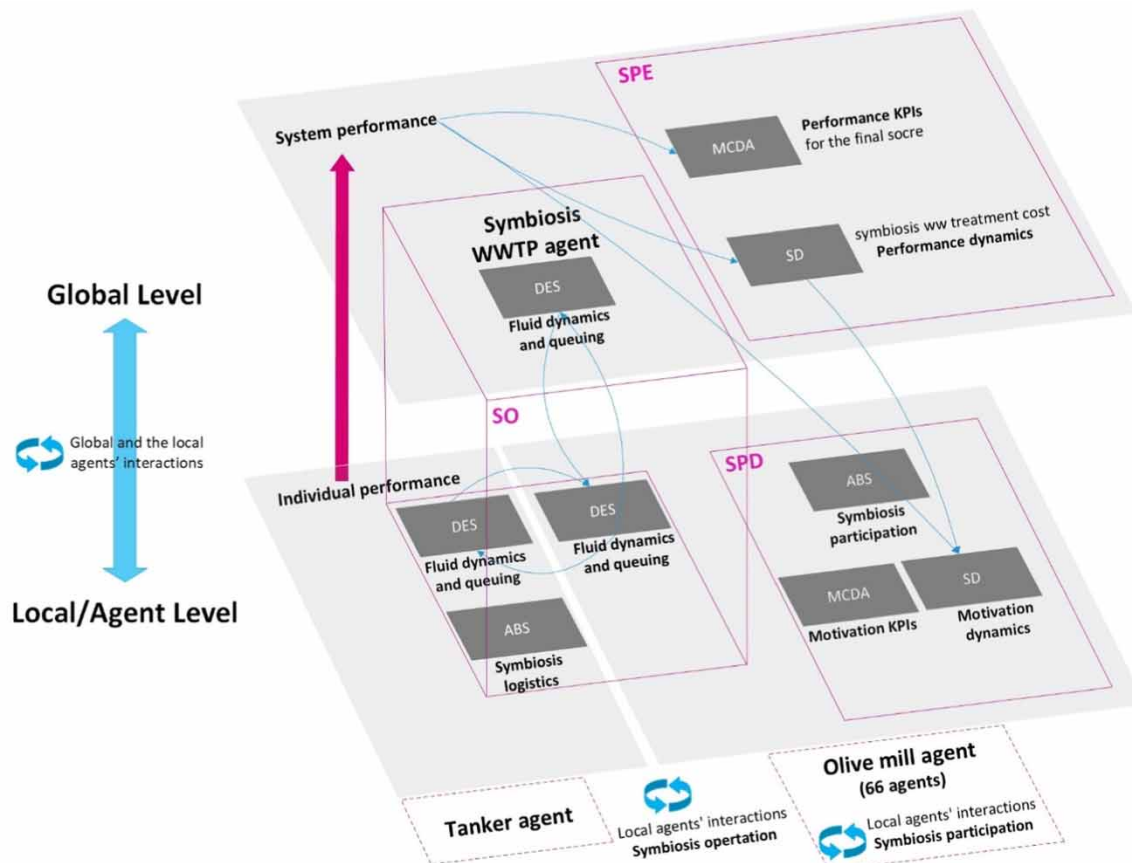 SPE
System performance
MCDA
Performance KPIs
for the final socre
Symbiosis
WWTP agent
DES
Fluid dynamics
and queuing
symbiosis ww treatment cost
Performance dynamics
SD
Global Level
Global and the local
agents' interactions
Local/Agent Level
SO
Individual performance
DES
Fluid dynamics
and queuing
DES
Fluid dynamics
and queuing
ABS
Symbiosis
logistics
SPD
ABS
Symbiosis
participation
MCDA
Motivation KPIs
SD
Motivation
dynamics
Tanker agent
Local agents' interactions
Symbiosis opertation
Olive mill agent
(66 agents)
Local agents' interactions
Symbiosis participation